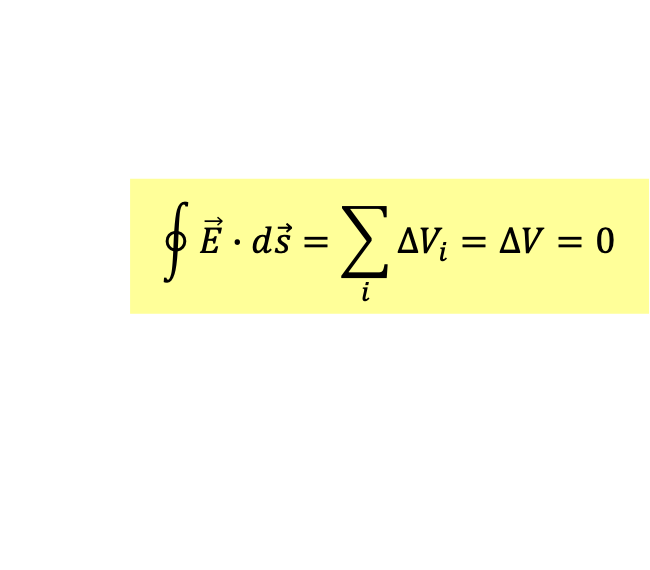 ∮ E⃗ · ds⃗ = ∑ᵢ ΔVᵢ = ΔV = 0